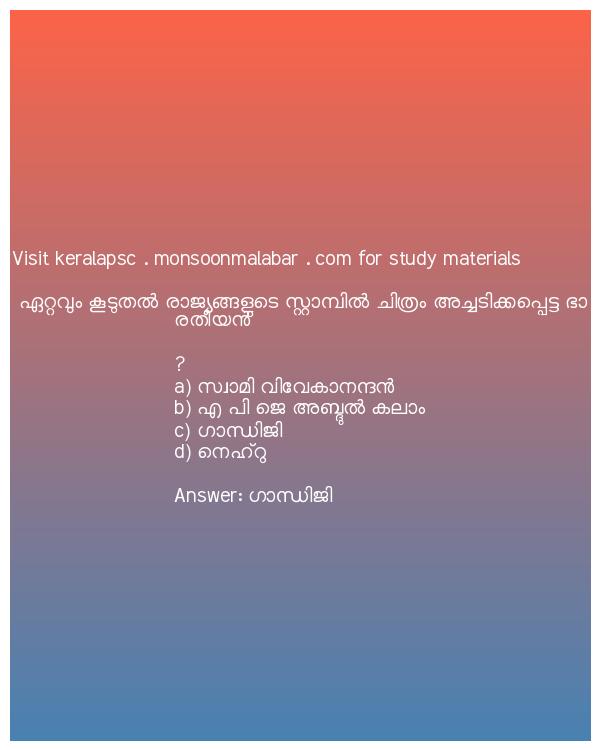 Visit keralapsc . monsoonmalabar . com for study materials
ഏറ്റവും കൂടുതൽ രാജ്യങ്ങളുടെ സ്റ്റാമ്പിൽ ചിത്രം അച്ചടിക്കപ്പെട്ട ഭാ
രതീയൻ
?
a) സ്വാമി വിവേകാനന്ദൻ
b) എ പി ജെ അബ്ദുൽ കലാം
c) ഗാന്ധിജി
d) നെഹ്റു
Answer: ഗാന്ധിജി